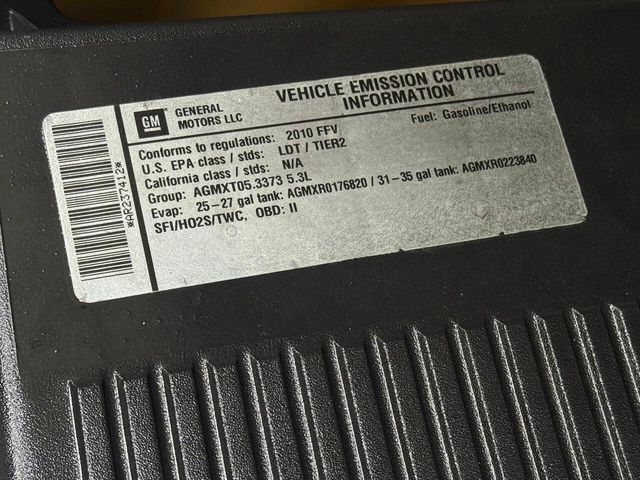 GM
GENERAL
MOTORS LLC
VEHICLE EMISSION CONTROL
INFORMATION
Conforms to regulations: 2010 FFV
Fuel: Gasoline/Ethanol
U.S. EPA class / stds: LDT / TIER2
California class / stds: N/A
Group: AGMXT05.3373 5.3L
Evap: 25-27 gal tank: AGMXR0176820 / 31-35 gal tank: AGMXR0223840
SFI/HO2S/TWC, OBD: II
*AR237412*